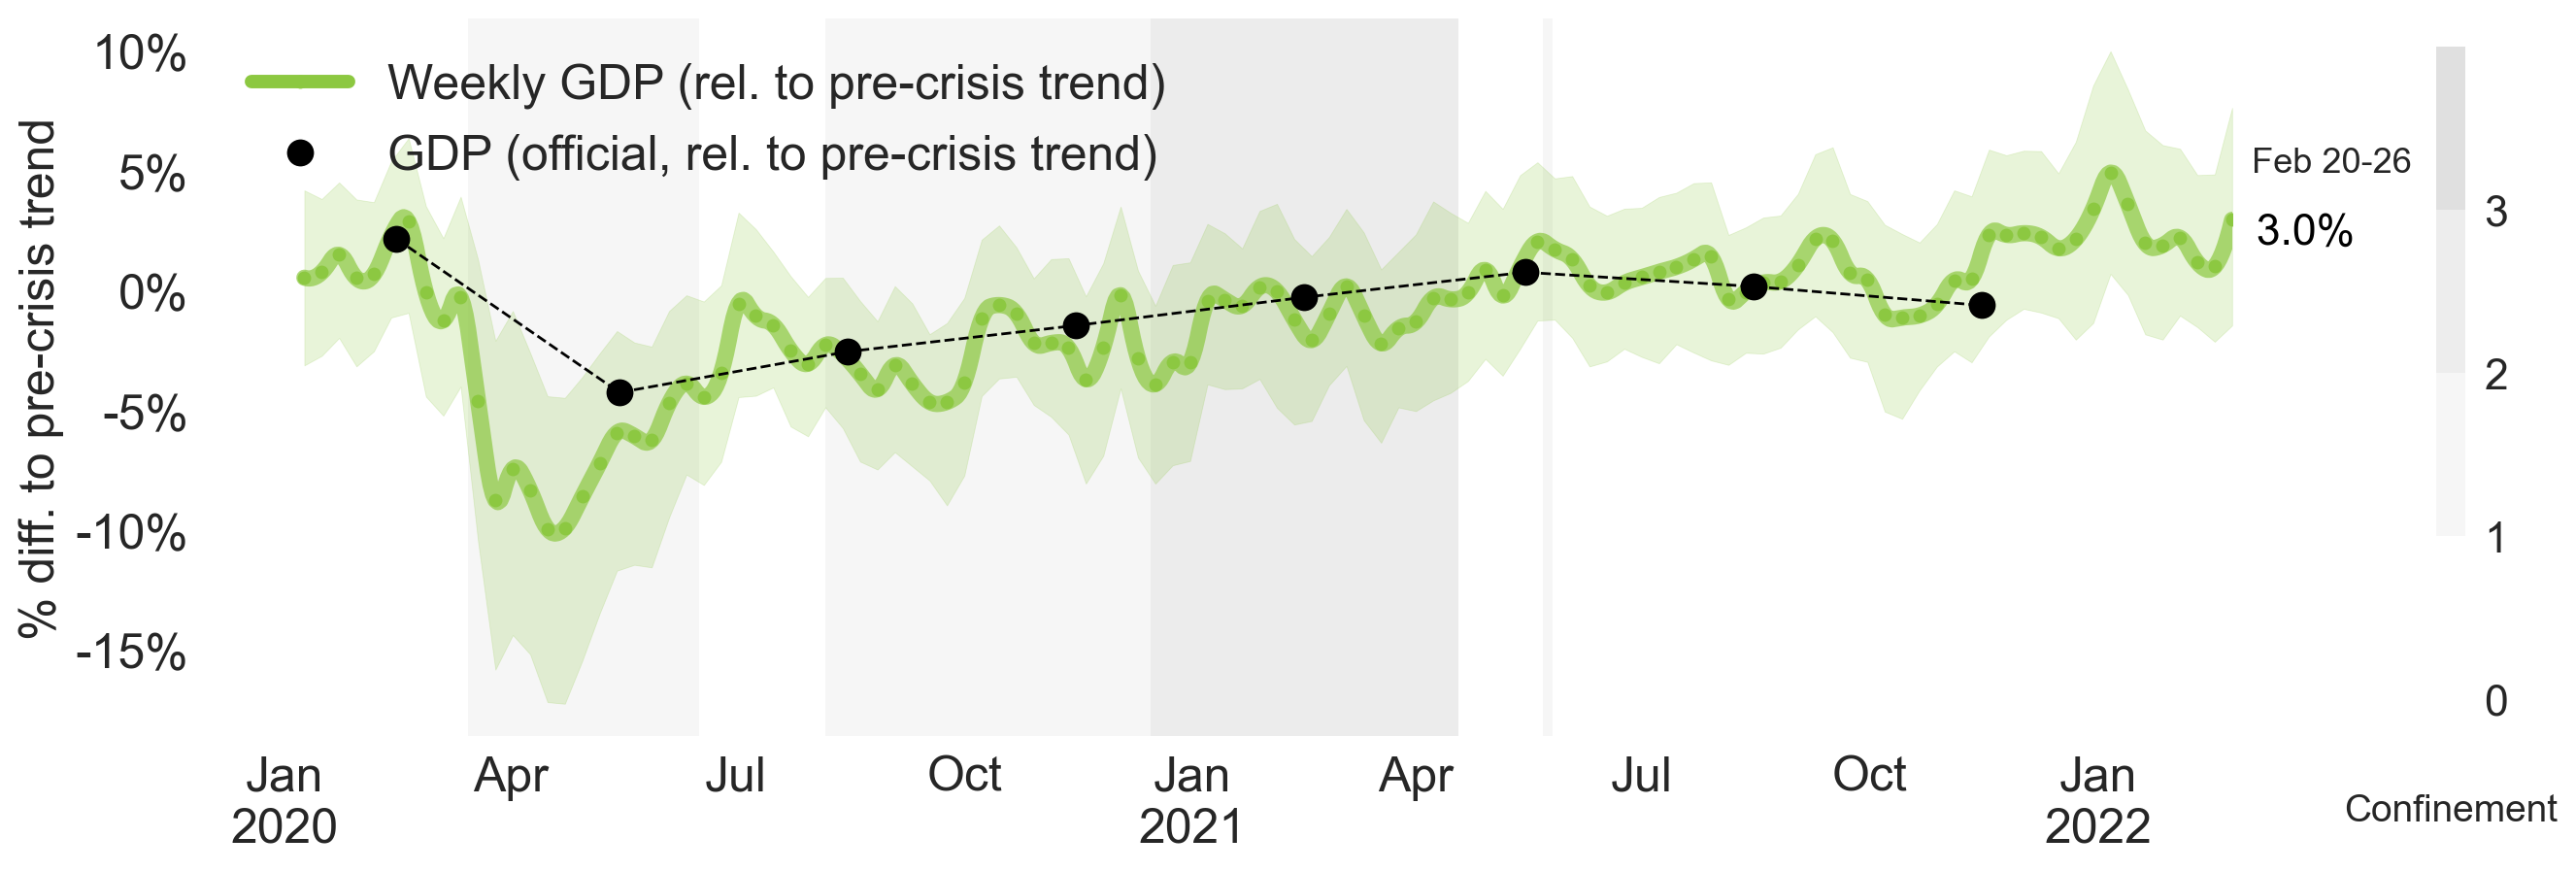 % diff. to pre-crisis trend
10%
5%
0%
-5%
-10%
-15%
Weekly GDP (rel. to pre-crisis trend)
GDP (official, rel. to pre-crisis trend)
Feb 20-26
3.0%
3
2
1
0
Jan Apr Jul Oct Jan Apr Jul Oct Jan
2020 2021 2022
Confinement